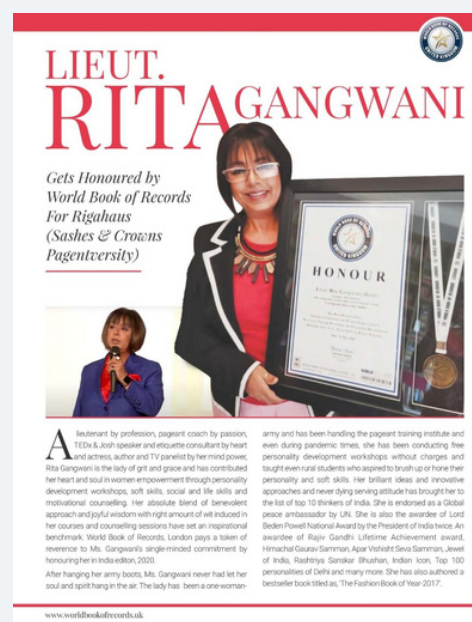 LIEUT.
RITA GANGWANI
Gets Honoured by
World Book of Records
For Rigahaus
(Sashes & Crowns
Pagentversity)
HONOUR
A lieutenant by profession, pageant coach by passion,
TEDx & Josh speaker and etiquette consultant by heart
and actress, author and TV panelist by her mind power,
Rita Gangwani is the lady of grit and grace and has contributed
her heart and soul in women empowerment through personality
development workshops, soft skills, social and life skills and
motivational counselling. Her absolute blend of benevolent
approach and joyful wisdom with right amount of wit induced in
her courses and counselling sessions have set an inspirational
benchmark. World Book of Records, London pays a token of
reverence to Ms. Gangwani's single-minded commitment by
honouring her in India editon, 2020.
After hanging her army boots, Ms. Gangwani never had let her
soul and spirit hang in the air. The lady has been a one-woman-
army and has been handling the pageant training institute and
even during pandemic times, she has been conducting free
personality development workshops without charges and
taught even rural students who aspired to brush up or hone their
personality and soft skills. Her brilliant ideas and innovative
approaches and never dying serving attitude has brought her to
the list of top 10 thinkers of India. She is endorsed as a Global
peace ambassador by UN. She is also the awardee of Lord
Beden Powell National Award by the President of India twice. An
awardee of Rajiv Gandhi Lifetime Achievement award,
Himachal Gaurav Samman, Apar Vishisht Seva Samman, Jewel
of India, Rashtriya Sanskar Bhushan, Indian Icon, Top 100
personalities of Delhi and many more. She has also authored a
bestseller book titled as, 'The Fashion Book of Year-2017'.
www.worldbookofrecords.uk